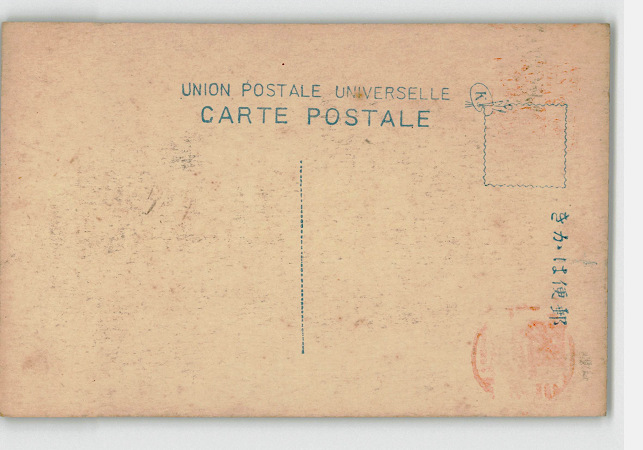 UNION POSTALE UNIVERSELLE
CARTE POSTALE
K
きかは便郵